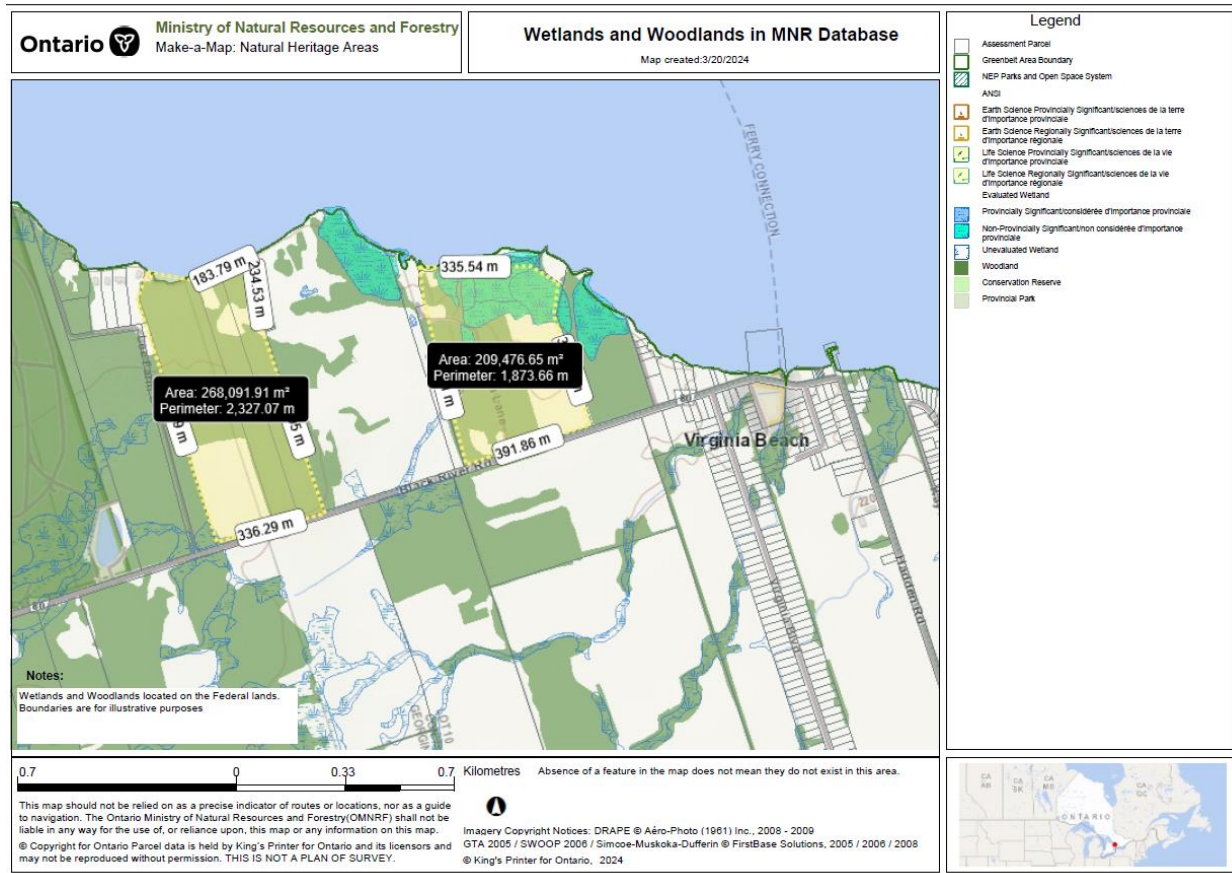 Ontario
Ministry of Natural Resources and Forestry
Make-a-Map: Natural Heritage Areas
Wetlands and Woodlands in MNR Database
Map created:3/20/2024
Legend
Assessment Parcel
Greenbelt Area Boundary
NEP Parks and Open Space System
ANSI
Earth Science Provincially Significant/sciences de la terre
d'importance provinciale
Earth Science Regionally Significant/sciences de la terre
d'importance régionale
Life Science Provincially Significant/sciences de la vie
d'importance provinciale
Life Science Regionally Significant/sciences de la vie
d'importance régionale
Evaluated Wetland
Provincially Significant/considérée d'importance provinciale
Non-Provincially Significant/non considérée d'importance
provinciale
Unevaluated Wetland
Woodland
Conservation Reserve
Provincial Park
FERRY CONNECTION
183.79 m
234.53 m
335.54 m
Area: 209,476.65 m²
Perimeter: 1,873.66 m
Area: 268,091.91 m²
Perimeter: 2,327.07 m
391.86 m
80
Virginia Beach
Black River Rd
336.29 m
220
Hadden Rd
Virginia Blvd
80
LOT 10
Notes:
Wetlands and Woodlands located on the Federal lands.
Boundaries are for illustrative purposes
0.7 0 0.33 0.7 Kilometres
Absence of a feature in the map does not mean they do not exist in this area.
This map should not be relied on as a precise indicator of routes or locations, nor as a guide
to navigation. The Ontario Ministry of Natural Resources and Forestry(OMNRF) shall not be
liable in any way for the use of, or reliance upon, this map or any information on this map.
© Copyright for Ontario Parcel data is held by King's Printer for Ontario and its licensors and
may not be reproduced without permission. THIS IS NOT A PLAN OF SURVEY.
Imagery Copyright Notices: DRAPE © Aéro-Photo (1961) Inc., 2008 - 2009
GTA 2005 / SWOOP 2006 / Simcoe-Muskoka-Dufferin © FirstBase Solutions, 2005 / 2006 / 2008
© King's Printer for Ontario, 2024
ONTARIO